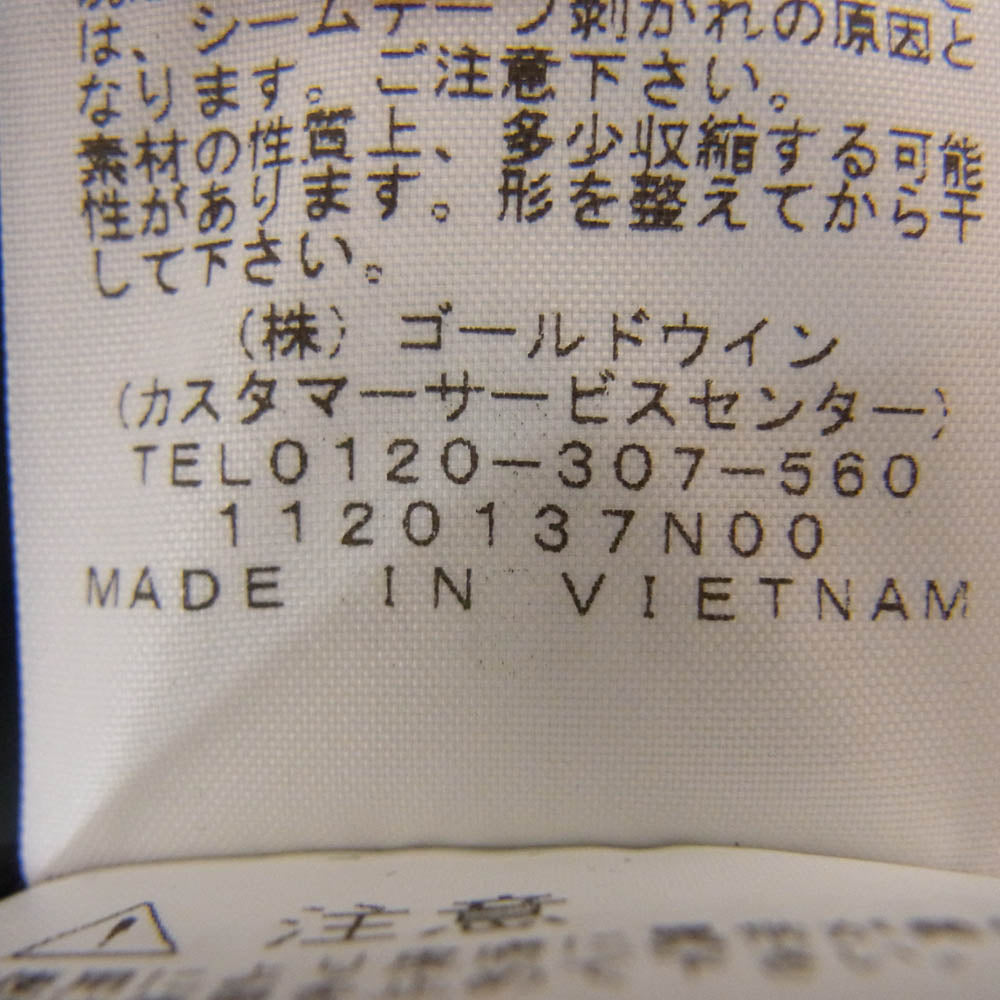 は、シームテープ剥がれの原因と
なります。ご注意下さい。
素材の性質上、多少収縮する可能
性があります。形を整えてから干
して下さい。
(株)ゴールドウイン
(カスタマーサービスセンター)
TEL0120-307-560
1120137N00
MADE IN VIETNAM
注意